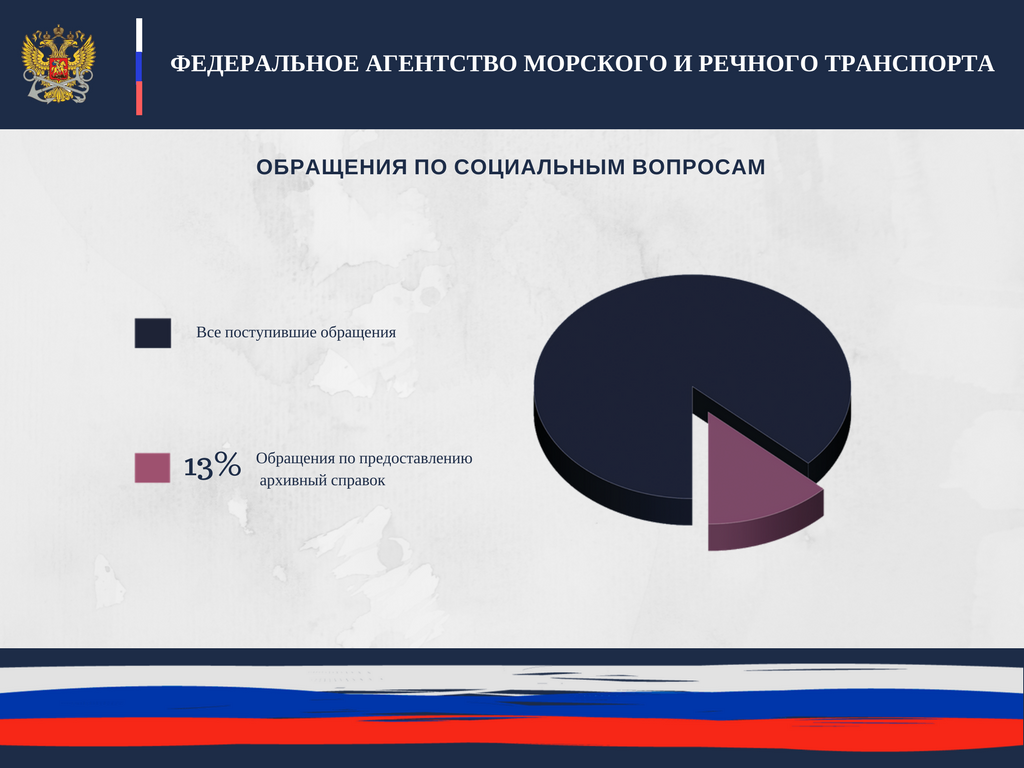 ФЕДЕРАЛЬНОЕ АГЕНТСТВО МОРСКОГО И РЕЧНОГО ТРАНСПОРТА
ОБРАЩЕНИЯ ПО СОЦИАЛЬНЫМ ВОПРОСАМ
Все поступившие обращения
13% Обращения по предоставлению
архивный справок